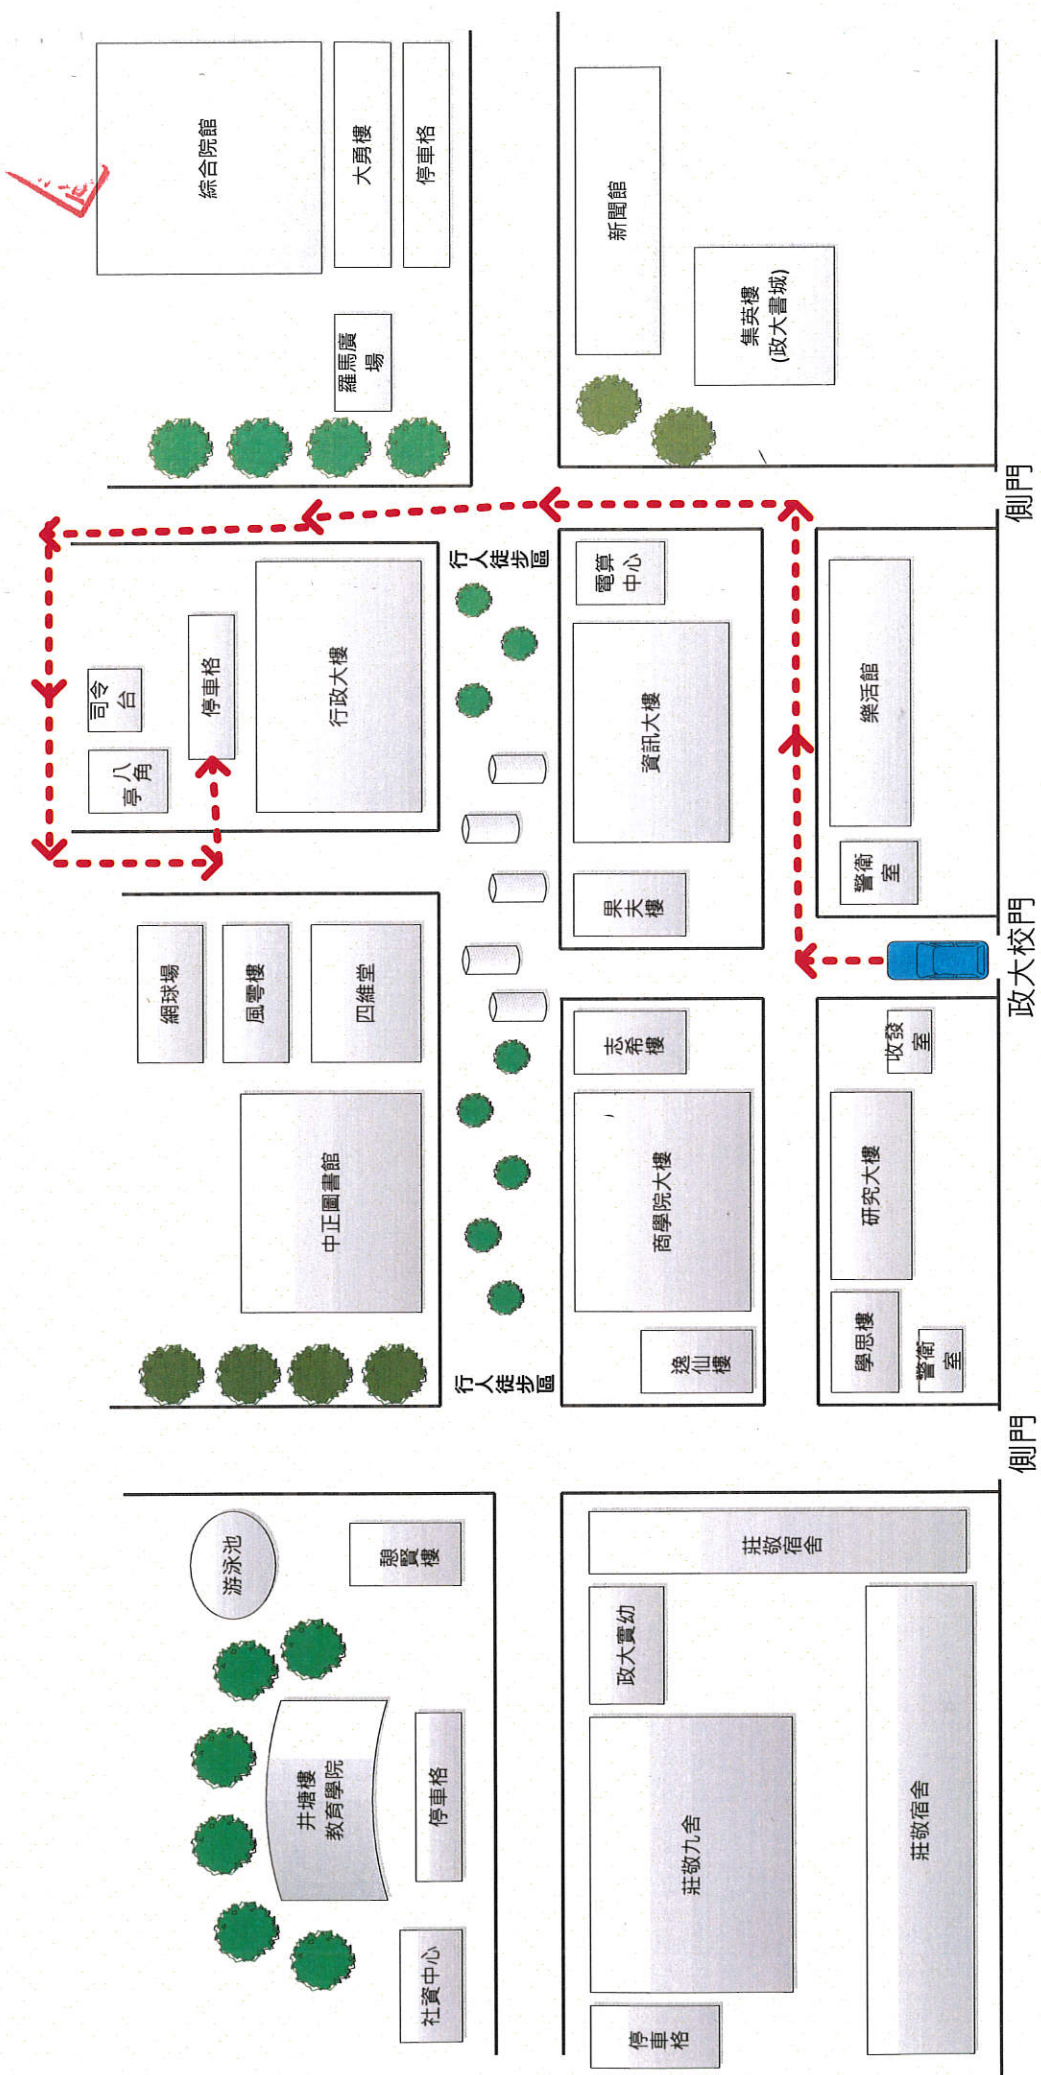 游泳池
憩賢樓
井塘樓
教育學院
停車格
社資中心
中正圖書館
網球場
風雩樓
四維堂
八角
亭
司令
台
停車格
行政大樓
綜合院館
大勇樓
停車格
羅馬廣
場
行人徒步區
行人徒步區
停車
格
莊敬九舍
政大實幼
莊敬宿舍
莊敬宿舍
逸仙
樓
商學院大樓
志希
樓
果夫
樓
資訊大樓
電算
中心
新聞館
集英樓
(政大書城)
學思樓
警衛
室
研究大樓
收發
室
警衛
室
樂活館
側門
政大校門
側門